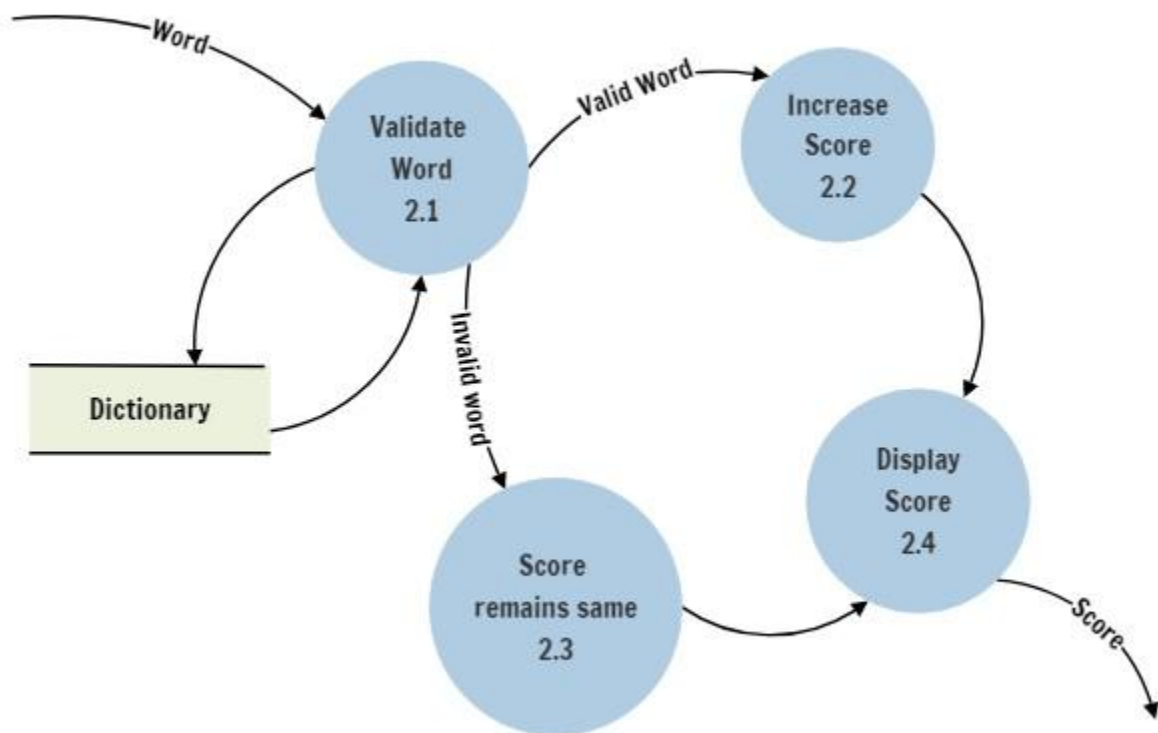 Word
Validate
Word
2.1
Valid Word
Increase
Score
2.2
Dictionary
Invalid word
Score
remains same
2.3
Display
Score
2.4
Score